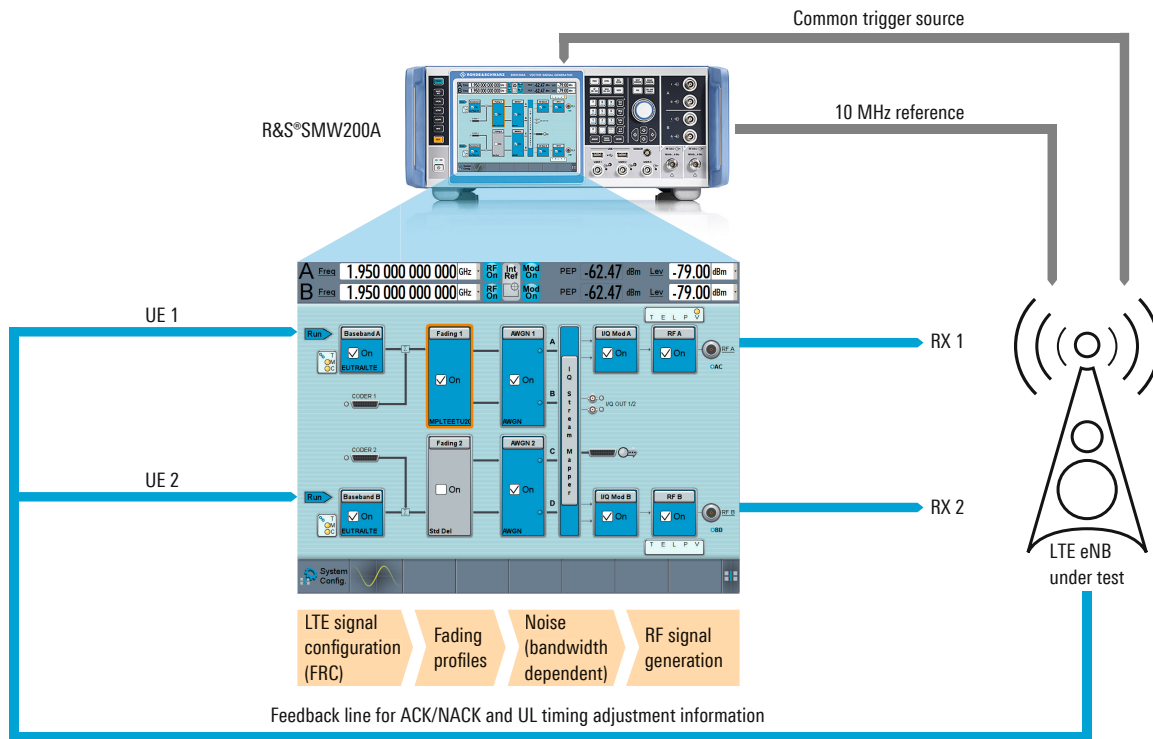 Common trigger source
ROHDE&SCHWARZ
R&S®SMW200A
10 MHz reference
A Freq 1.950 000 000 000 GHz RF On Int Ref Mod On PEP -62.47 dBm Lev -79.00 dBm
B Freq 1.950 000 000 000 GHz RF On Mod On PEP -62.47 dBm Lev -79.00 dBm
T E L P V
UE 1
Run
Baseband A
On
EUTRA/LTE
T
M
C
Fading 1
On
MPLTEETU20
AWGN 1
On
AWGN
A
B
I/Q Mod A
On
RF A
On
RF A
AC
RX 1
CODER 1
I/Q OUT 1/2
IQ Stream Mapper
UE 2
CODER 2
Run
Baseband B
On
EUTRA/LTE
T
M
C
Fading 2
On
Std Del
AWGN 2
On
AWGN
C
D
I/Q Mod B
On
RF B
On
RF B
BD
RX 2
T E L P V
LTE eNB
under test
System
Config.
LTE signal
configuration
(FRC)
Fading
profiles
Noise
(bandwidth
dependent)
RF signal
generation
Feedback line for ACK/NACK and UL timing adjustment information